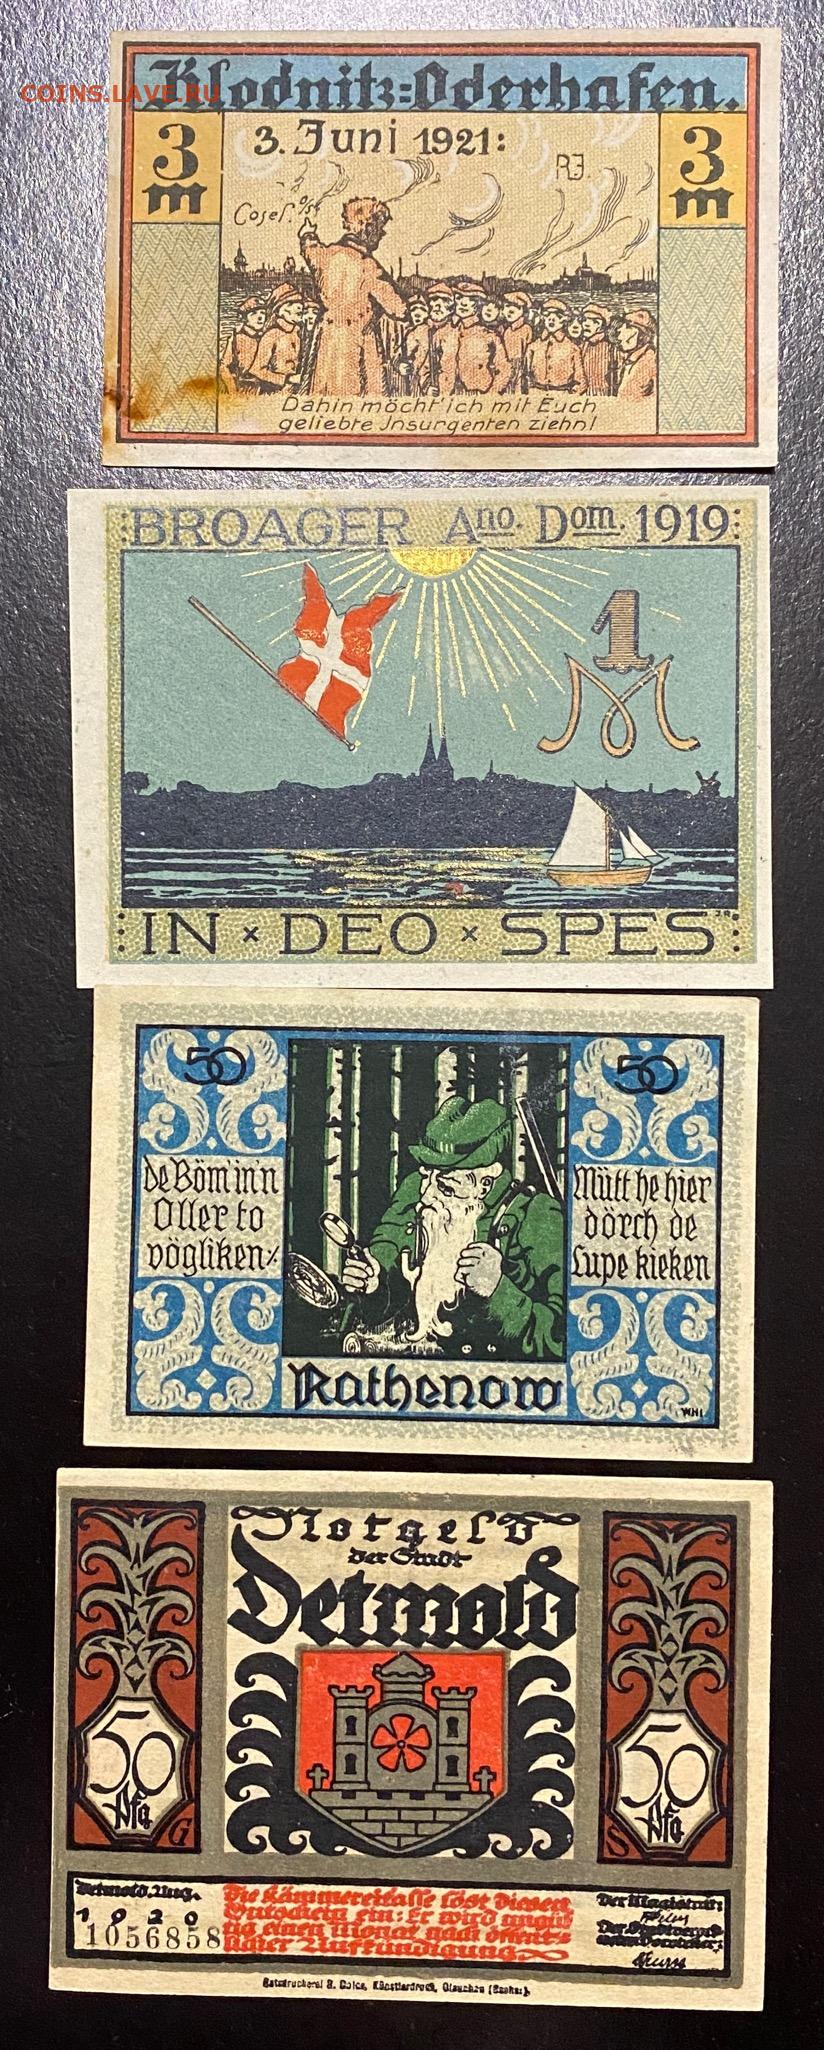 COINS.LAVE.RU
Klodnitz=Oderhafen.
3 m
3. Juni 1921:
R.J.
3 m
Cosel.
Dahin möcht' ich mit Euch
geliebte Insurgenten ziehn!
BROAGER Ano. Dom. 1919
1 M
IN × DEO × SPES
50
50
De Böm in'n
Oller to
vögliken
Mütt he hier
dörch de
Lupe kieken
Rathenow
WHI
Notgeld
der Stadt
Detmold
50
Pfg
G
50
Pfg
S
Detmold, Aug.
1920
1056858
Die Kämmereikasse löst diesen
Gutschein ein: Er wird ungül
tig einen Monat nach öffent
licher Aufkündigung.
Der Magistrat: